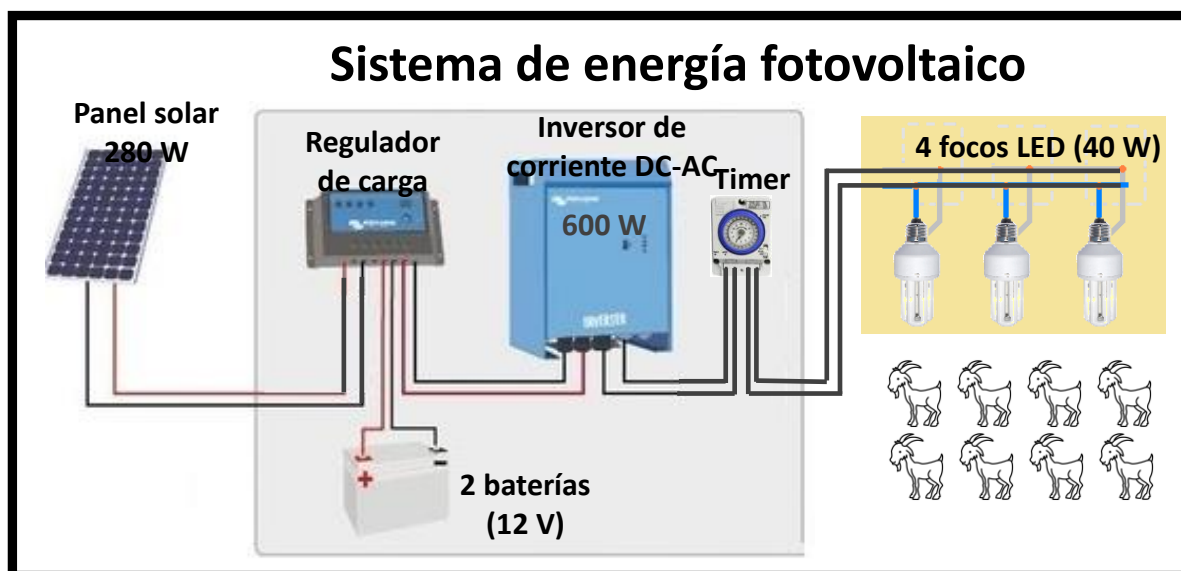 Sistema de energía fotovoltaico
Panel solar
280 W
Regulador
de carga
Inversor de
corriente DC-AC
600 W
INVERTER
Timer
4 focos LED (40 W)
2 baterías
(12 V)
+
-